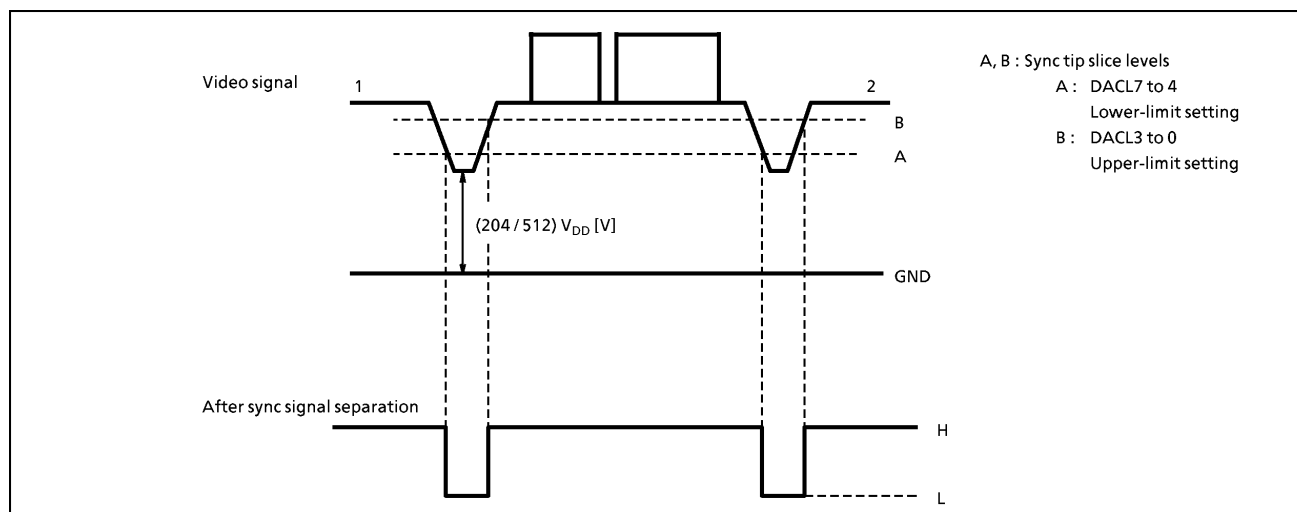 Video signal
1
2
B
A
(204 / 512) VDD [V]
GND
After sync signal separation
H
L
A, B : Sync tip slice levels
A : DACL7 to 4
Lower-limit setting
B : DACL3 to 0
Upper-limit setting